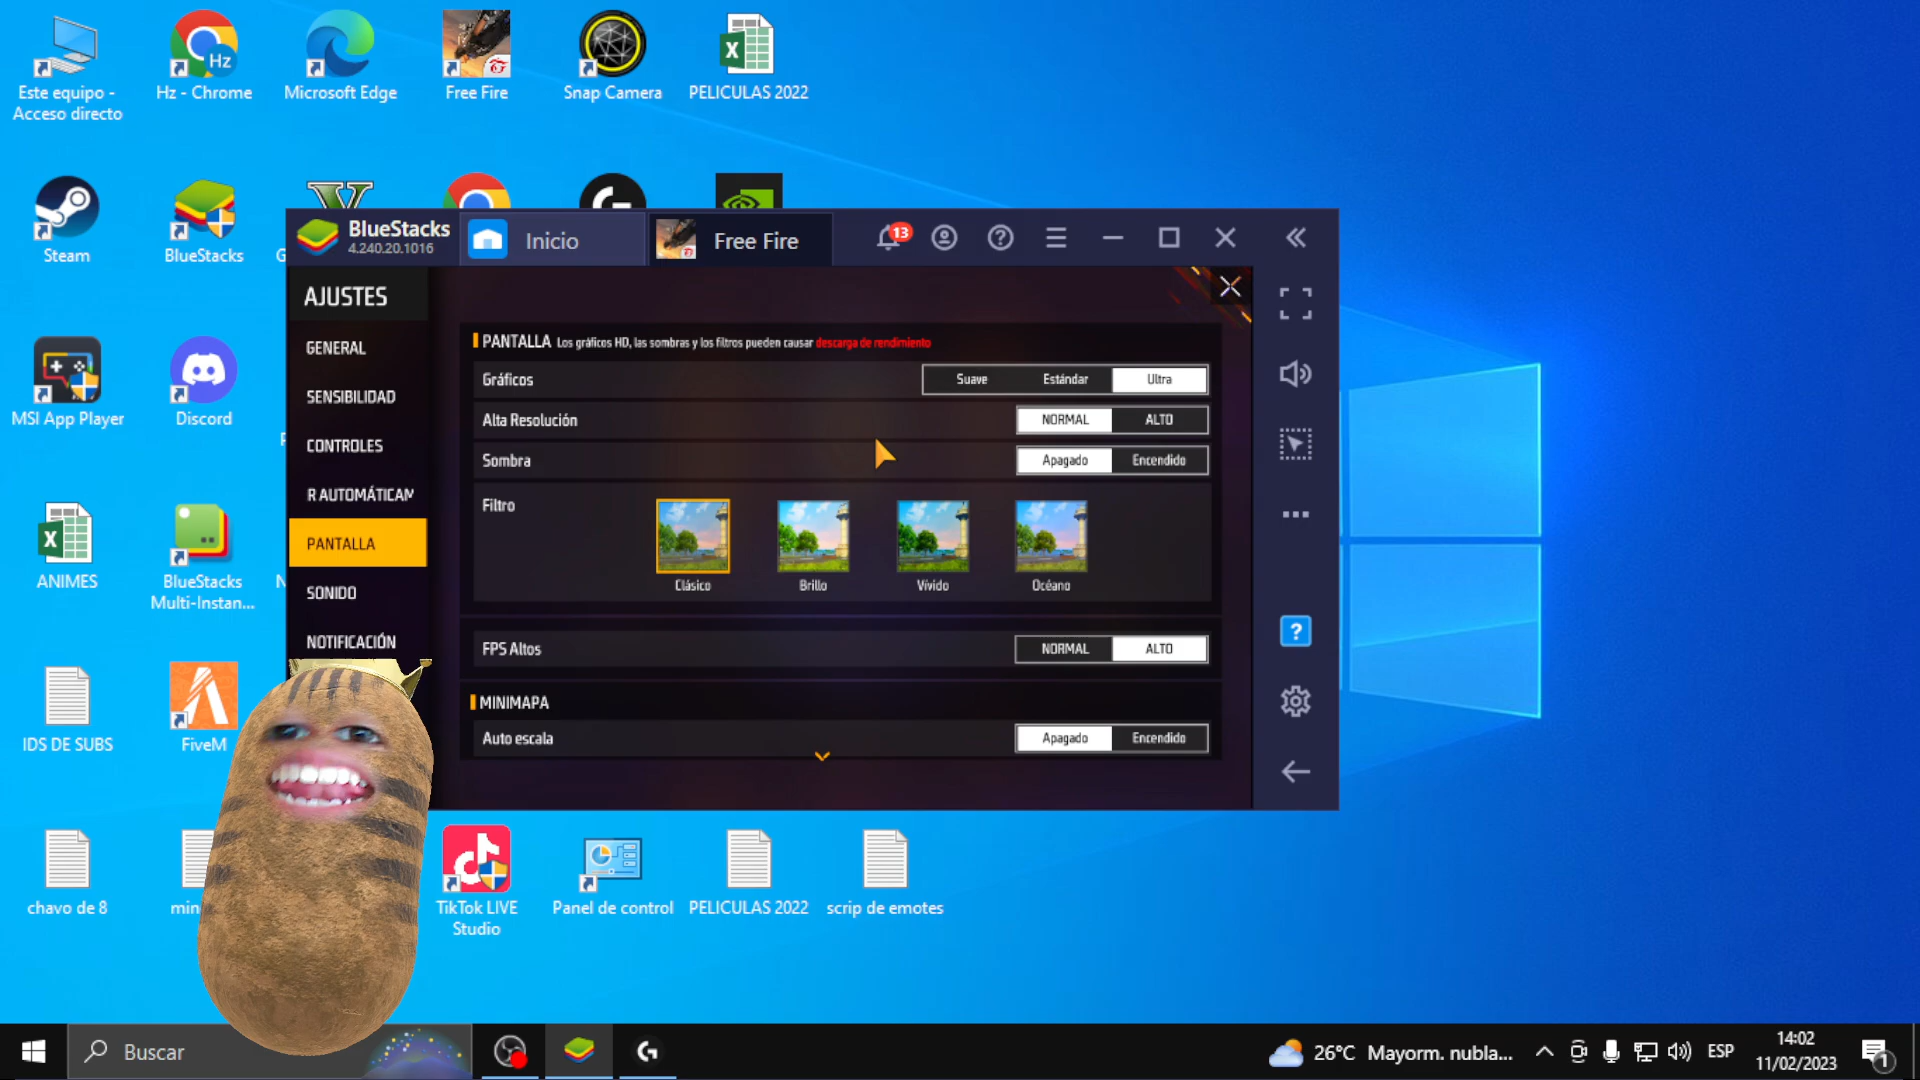 Este equipo -
Acceso directo
Hz
Hz - Chrome
Microsoft Edge
Free Fire
Snap Camera
PELICULAS 2022
Steam
BlueStacks
BlueStacks
4.240.20.1016
Inicio
Free Fire
13
AJUSTES
GENERAL
SENSIBILIDAD
CONTROLES
R AUTOMÁTICAM
PANTALLA
SONIDO
NOTIFICACIÓN
PANTALLA Los gráficos HD, las sombras y los filtros pueden causar descarga de rendimiento
Gráficos
Suave
Estándar
Ultra
Alta Resolución
NORMAL
ALTO
Sombra
Apagado
Encendido
Filtro
Clásico
Brillo
Vívido
Océano
FPS Altos
NORMAL
ALTO
MINIMAPA
Auto escala
Apagado
Encendido
MSI App Player
Discord
ANIMES
BlueStacks
Multi-Instan...
IDS DE SUBS
FiveM
chavo de 8
min
TikTok LIVE
Studio
Panel de control
PELICULAS 2022
scrip de emotes
Buscar
26°C Mayorm. nubla...
ESP
14:02
11/02/2023
1